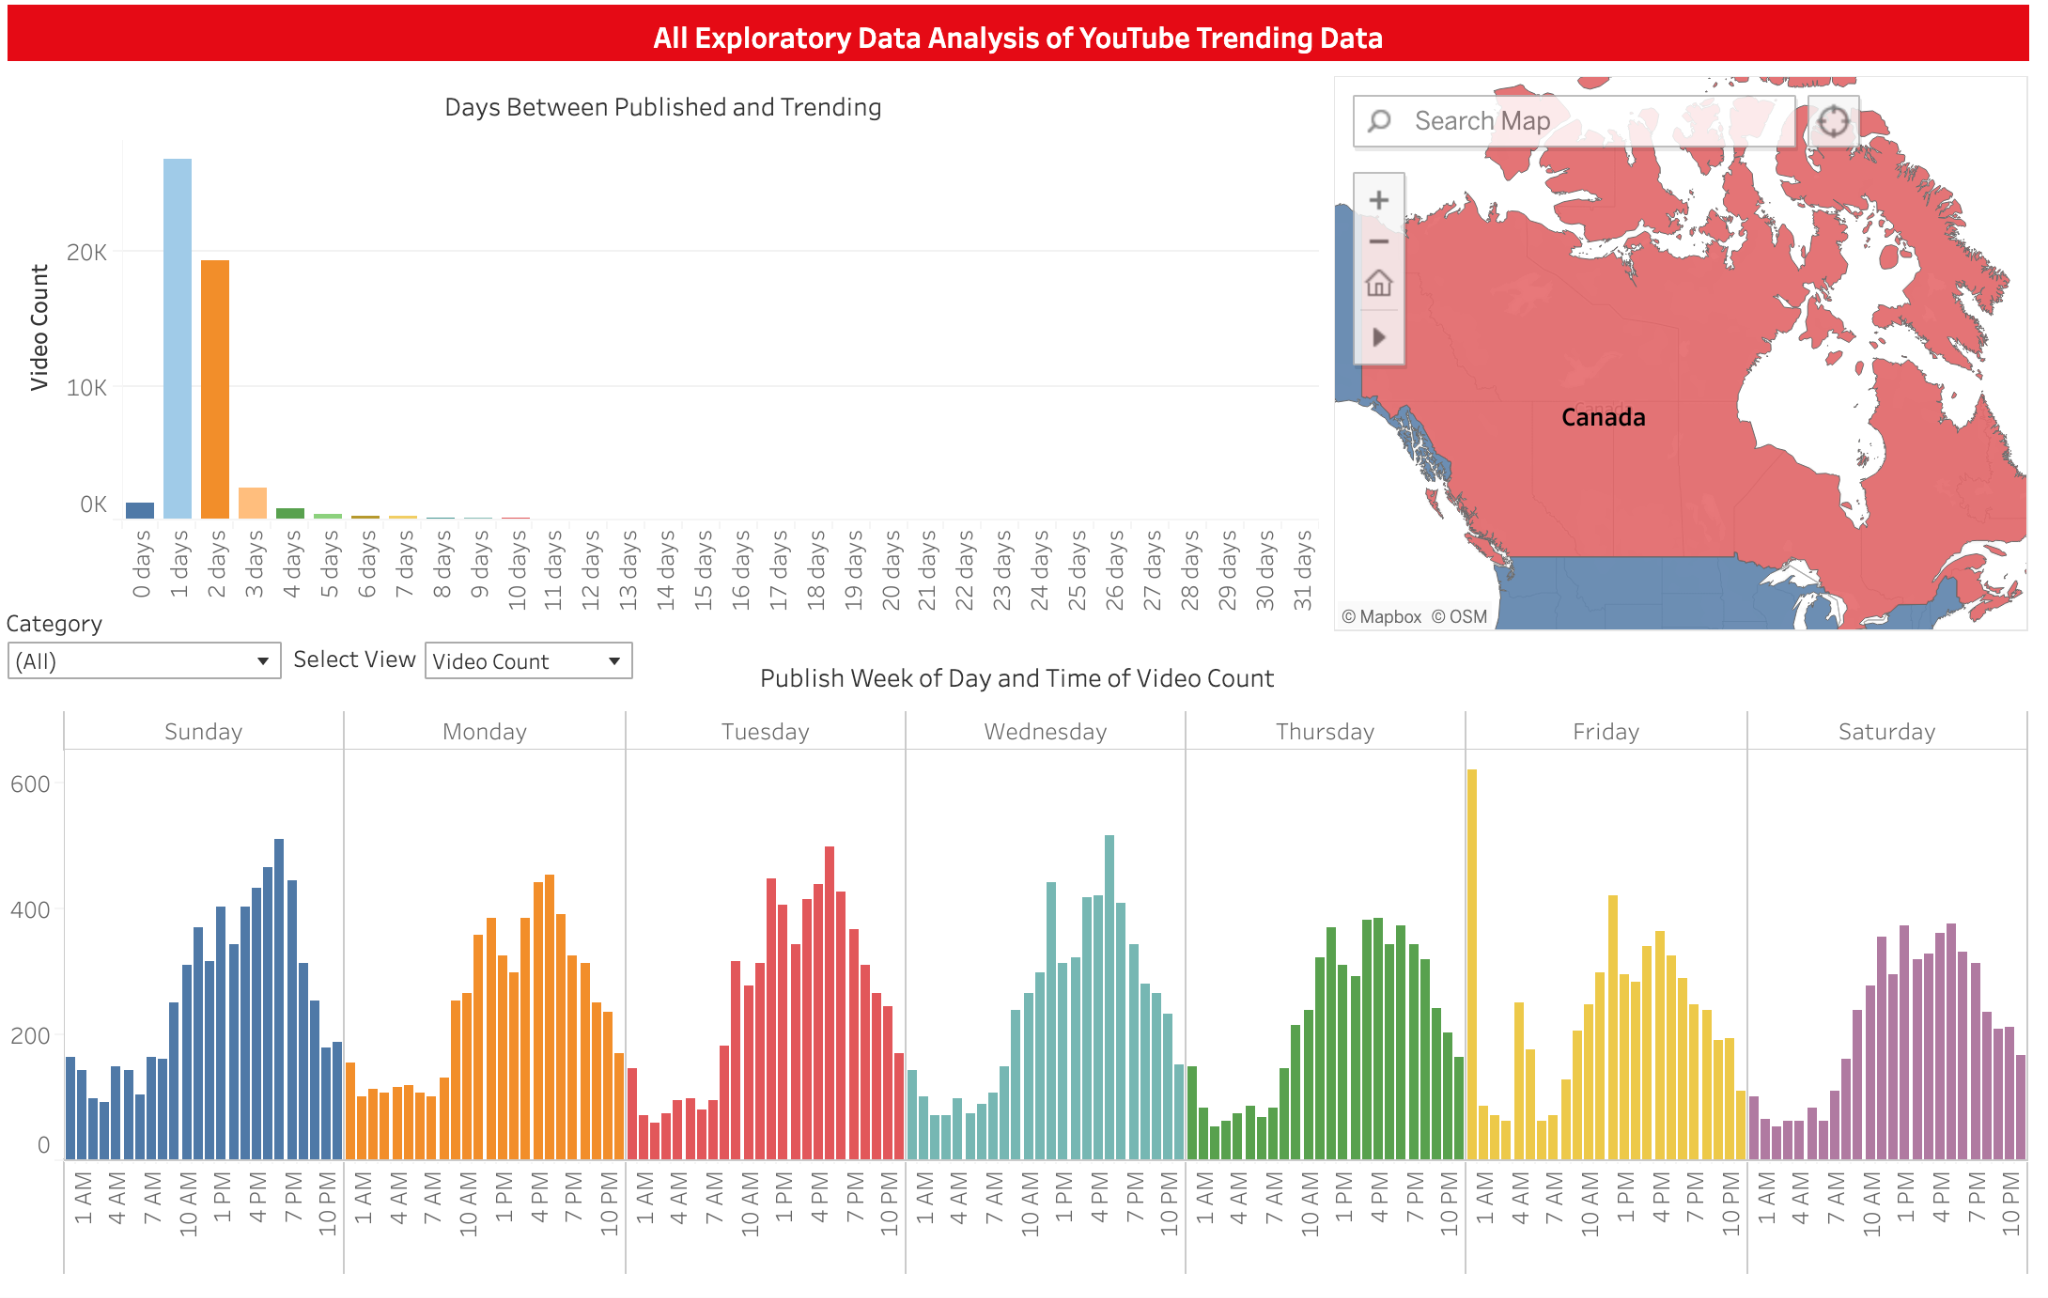 All Exploratory Data Analysis of YouTube Trending Data
Days Between Published and Trending
Video Count
20K
10K
0K
0 days
1 days
2 days
3 days
4 days
5 days
6 days
7 days
8 days
9 days
10 days
11 days
12 days
13 days
14 days
15 days
16 days
17 days
18 days
19 days
20 days
21 days
22 days
23 days
24 days
25 days
26 days
27 days
28 days
29 days
30 days
31 days
Search Map
Canada
Canada
© Mapbox © OSM
Category
(All)
Select View
Video Count
Publish Week of Day and Time of Video Count
Sunday
Monday
Tuesday
Wednesday
Thursday
Friday
Saturday
600
400
200
0
1 AM
4 AM
7 AM
10 AM
1 PM
4 PM
7 PM
10 PM
1 AM
4 AM
7 AM
10 AM
1 PM
4 PM
7 PM
10 PM
1 AM
4 AM
7 AM
10 AM
1 PM
4 PM
7 PM
10 PM
1 AM
4 AM
7 AM
10 AM
1 PM
4 PM
7 PM
10 PM
1 AM
4 AM
7 AM
10 AM
1 PM
4 PM
7 PM
10 PM
1 AM
4 AM
7 AM
10 AM
1 PM
4 PM
7 PM
10 PM
1 AM
4 AM
7 AM
10 AM
1 PM
4 PM
7 PM
10 PM